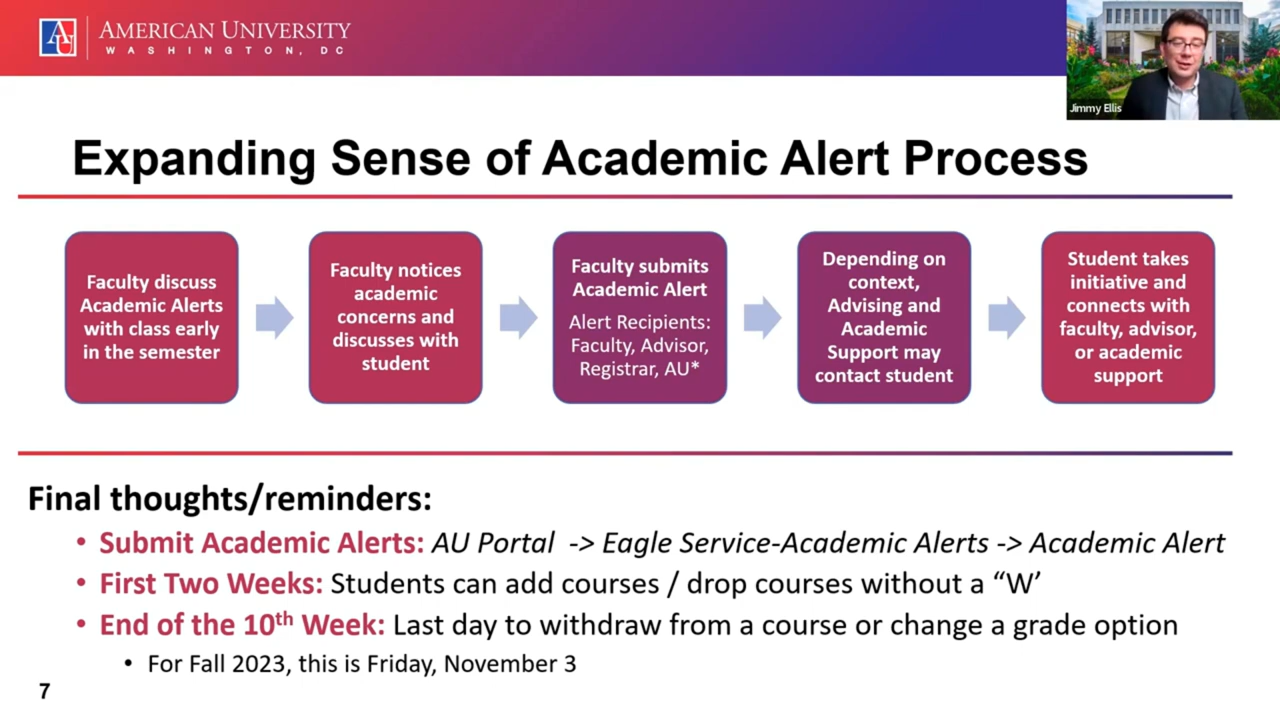 AU
AMERICAN UNIVERSITY
WASHINGTON, DC
Jimmy Ellis
Expanding Sense of Academic Alert Process
Faculty discuss
Academic Alerts
with class early
in the semester
Faculty notices
academic
concerns and
discusses with
student
Faculty submits
Academic Alert
Alert Recipients:
Faculty, Advisor,
Registrar, AU*
Depending on
context,
Advising and
Academic
Support may
contact student
Student takes
initiative and
connects with
faculty, advisor,
or academic
support
Final thoughts/reminders:
• Submit Academic Alerts: AU Portal -> Eagle Service-Academic Alerts -> Academic Alert
• First Two Weeks: Students can add courses / drop courses without a “W’
• End of the 10th Week: Last day to withdraw from a course or change a grade option
• For Fall 2023, this is Friday, November 3
7